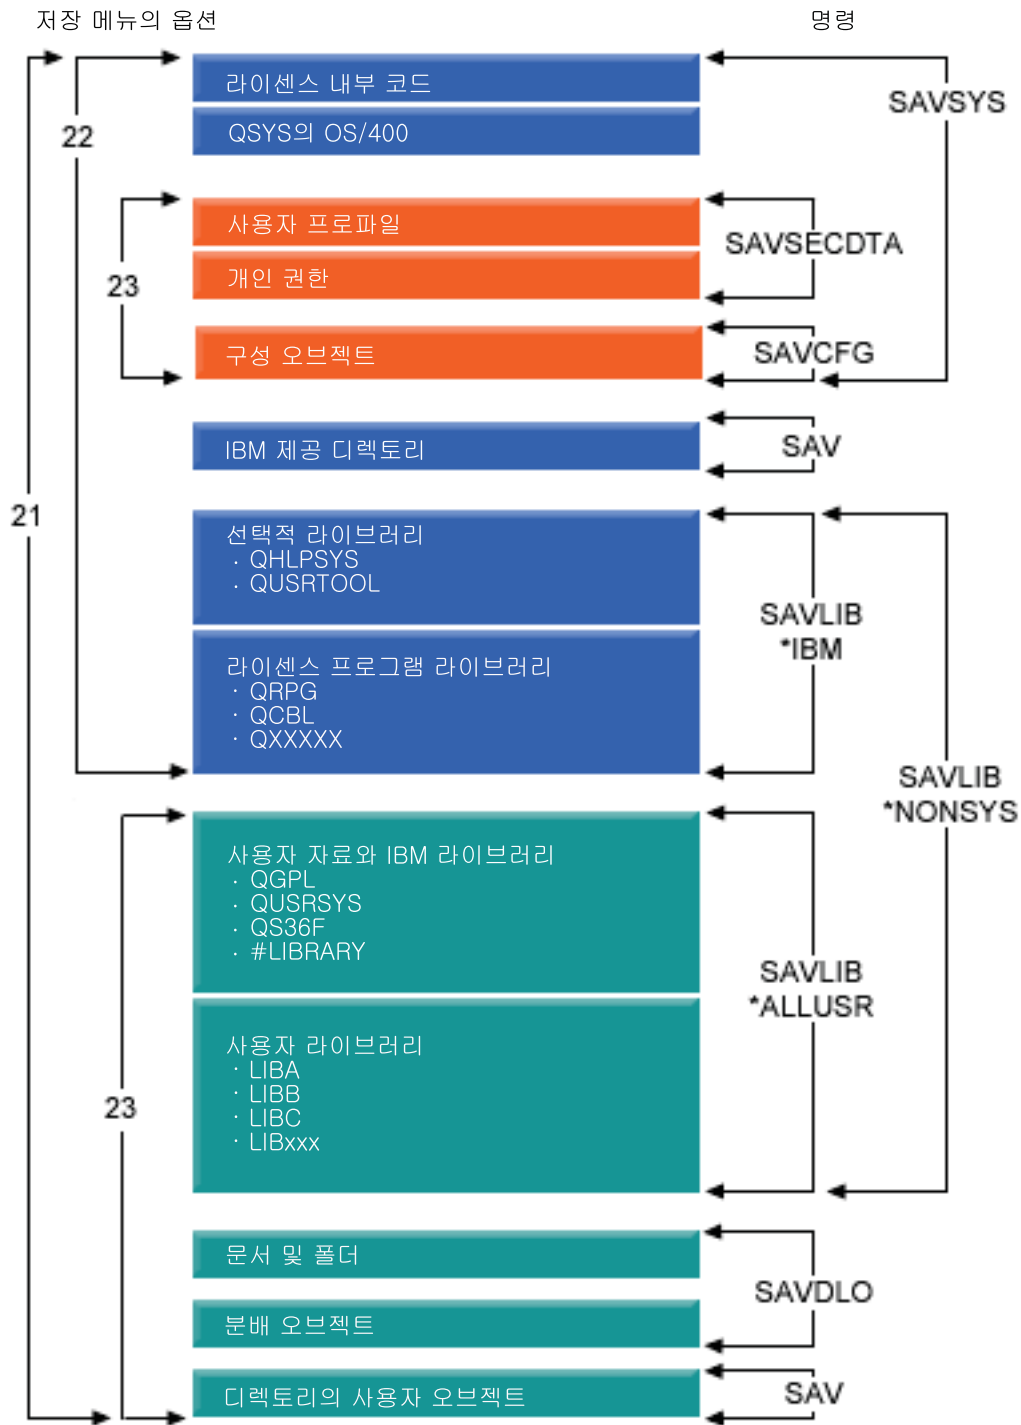 저장 메뉴의 옵션
명령
라이센스 내부 코드
QSYS의 OS/400
SAVSYS
22
사용자 프로파일
개인 권한
SAVSECDTA
23
구성 오브젝트
SAVCFG
IBM 제공 디렉토리
SAV
21
선택적 라이브러리
· QHLPSYS
· QUSRTOOL
SAVLIB
*IBM
라이센스 프로그램 라이브러리
· QRPG
· QCBL
· QXXXXX
SAVLIB
*NONSYS
사용자 자료와 IBM 라이브러리
· QGPL
· QUSRSYS
· QS36F
· #LIBRARY
SAVLIB
*ALLUSR
사용자 라이브러리
· LIBA
· LIBB
· LIBC
· LIBxxx
23
문서 및 폴더
SAVDLO
분배 오브젝트
디렉토리의 사용자 오브젝트
SAV